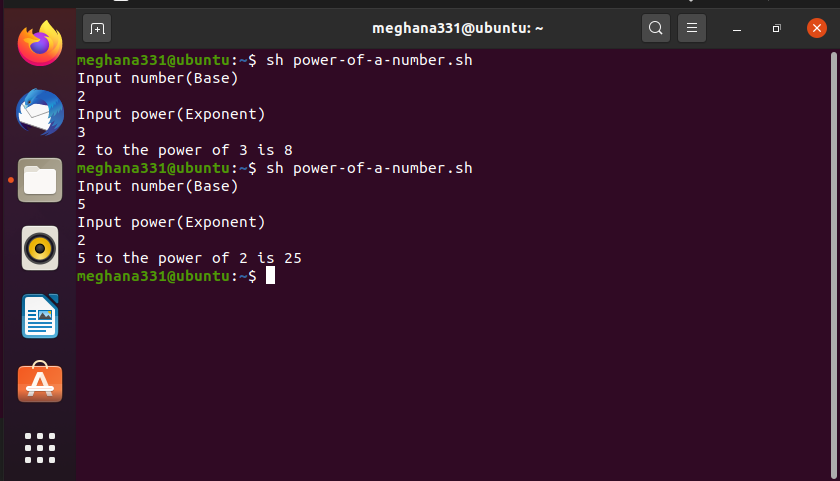 meghana331@ubuntu: ~
meghana331@ubuntu:~$ sh power-of-a-number.sh
Input number(Base)
2
Input power(Exponent)
3
2 to the power of 3 is 8
meghana331@ubuntu:~$ sh power-of-a-number.sh
Input number(Base)
5
Input power(Exponent)
2
5 to the power of 2 is 25
meghana331@ubuntu:~$